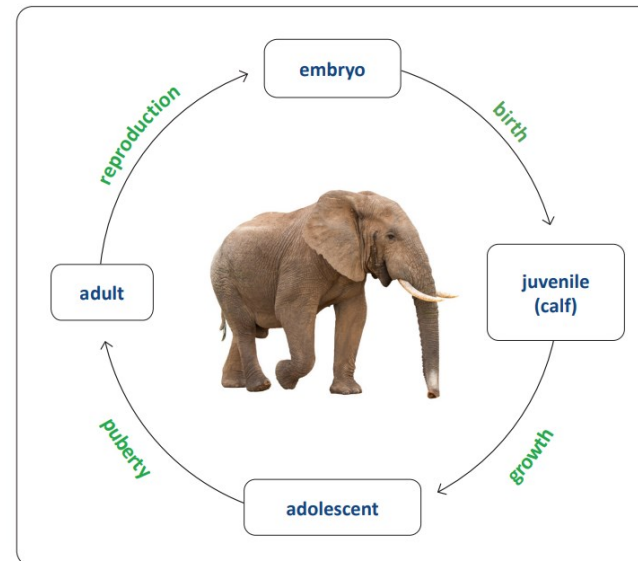 embryo
birth
juvenile
(calf)
growth
adolescent
puberty
adult
reproduction